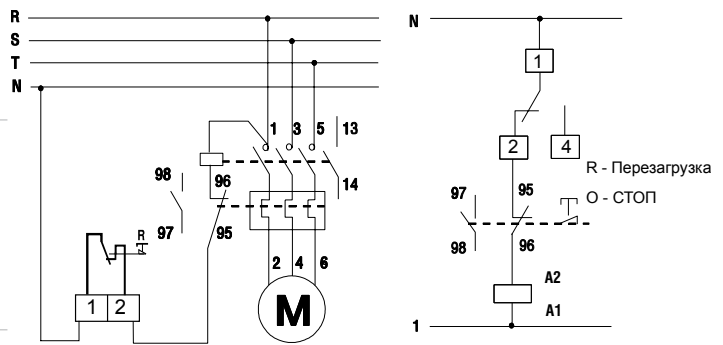 R
S
T
N
1 3 5 13
14
98
97
96
95
R
1 2
2 4 6
M
N
1
2
4
R - Перезагрузка
O - СТОП
97
98
95
96
A2
A1
1